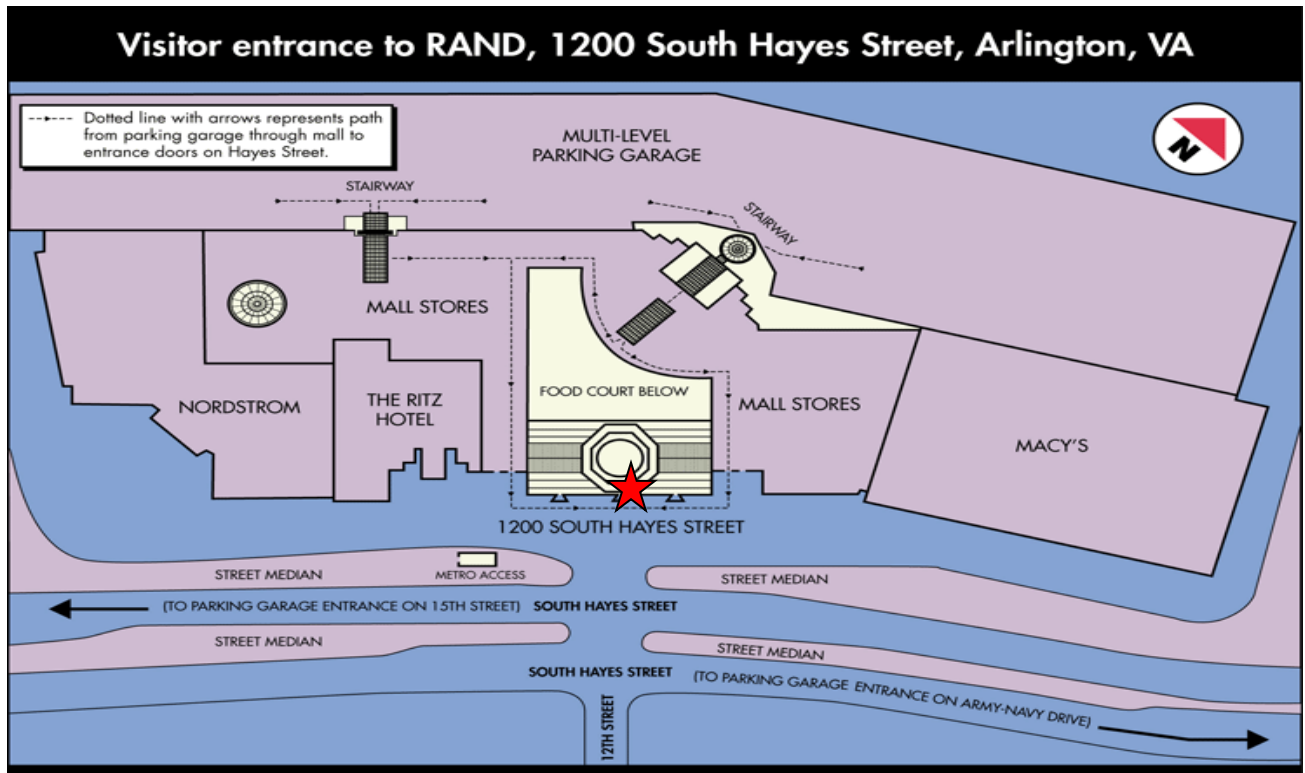 Visitor entrance to RAND, 1200 South Hayes Street, Arlington, VA
Dotted line with arrows represents path
from parking garage through mall to
entrance doors on Hayes Street.
MULTI-LEVEL
PARKING GARAGE
N
STAIRWAY
STAIRWAY
MALL STORES
FOOD COURT BELOW
NORDSTROM
THE RITZ
HOTEL
MALL STORES
MACY'S
1200 SOUTH HAYES STREET
STREET MEDIAN
METRO ACCESS
STREET MEDIAN
(TO PARKING GARAGE ENTRANCE ON 15TH STREET) SOUTH HAYES STREET
STREET MEDIAN
STREET MEDIAN
SOUTH HAYES STREET
(TO PARKING GARAGE ENTRANCE ON ARMY-NAVY DRIVE)
12TH STREET